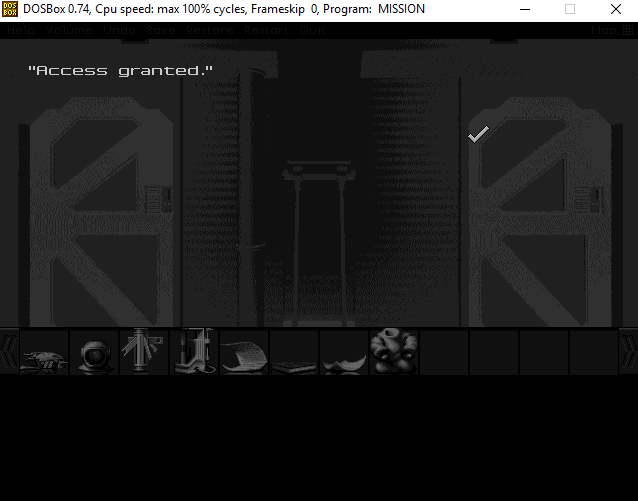 DOSBox 0.74, Cpu speed: max 100% cycles, Frameskip 0, Program: MISSION
Help Volume Undo Save Restore Restart Quit Map
"Access granted."